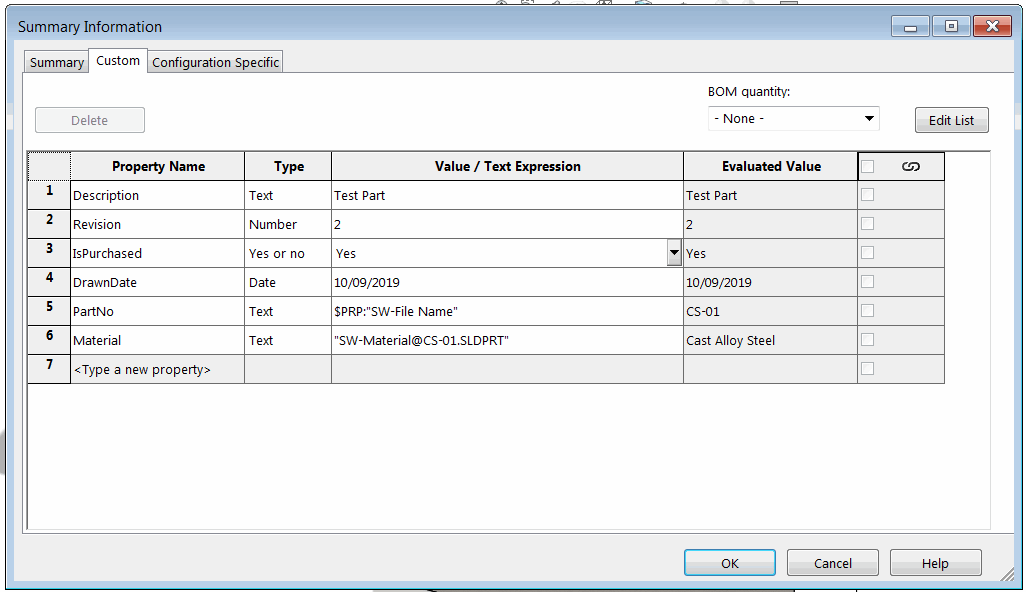 Summary Information
Summary Custom Configuration Specific
BOM quantity:
Delete - None - Edit List
Property Name Type Value / Text Expression Evaluated Value
1 Description Text Test Part Test Part
2 Revision Number 2 2
3 IsPurchased Yes or no Yes Yes
4 DrawnDate Date 10/09/2019 10/09/2019
5 PartNo Text $PRP:"SW-File Name" CS-01
6 Material Text "SW-Material@CS-01.SLDPRT" Cast Alloy Steel
7 <Type a new property>
OK Cancel Help